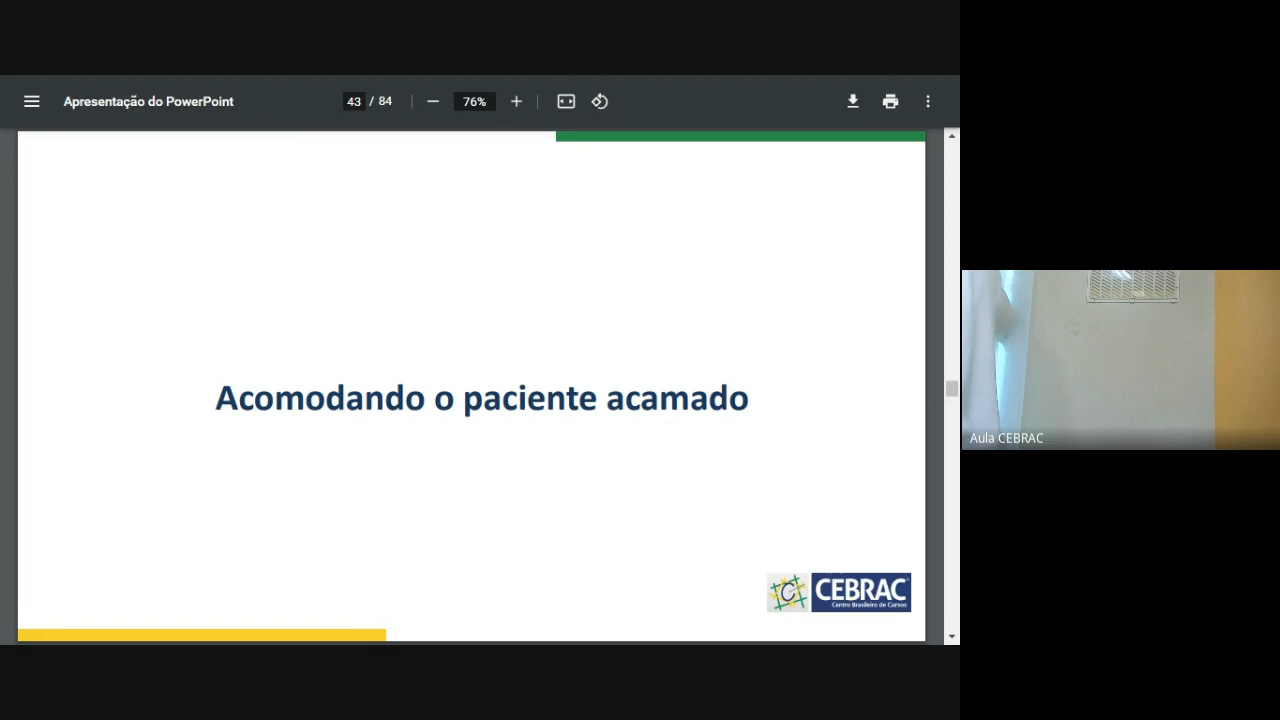 Apresentação do PowerPoint
43 / 84
76%
Acomodando o paciente acamado
CEBRAC
Centro Brasileiro de Cursos
Aula CEBRAC